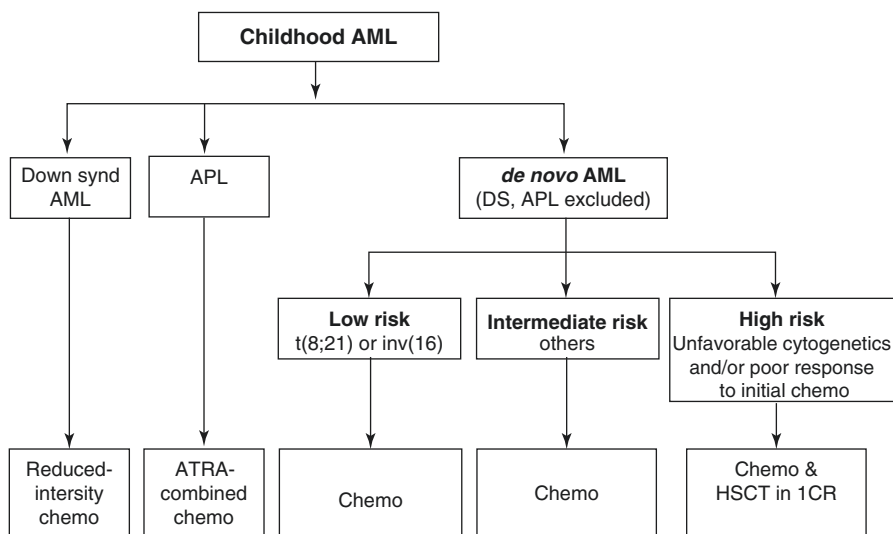 Childhood AML
Down synd
AML
APL
de novo AML
(DS, APL excluded)
Low risk
t(8;21) or inv(16)
Intermediate risk
others
High risk
Unfavorable cytogenetics
and/or poor response
to initial chemo
Reduced-
intersity
chemo
ATRA-
combined
chemo
Chemo
Chemo
Chemo &
HSCT in 1CR